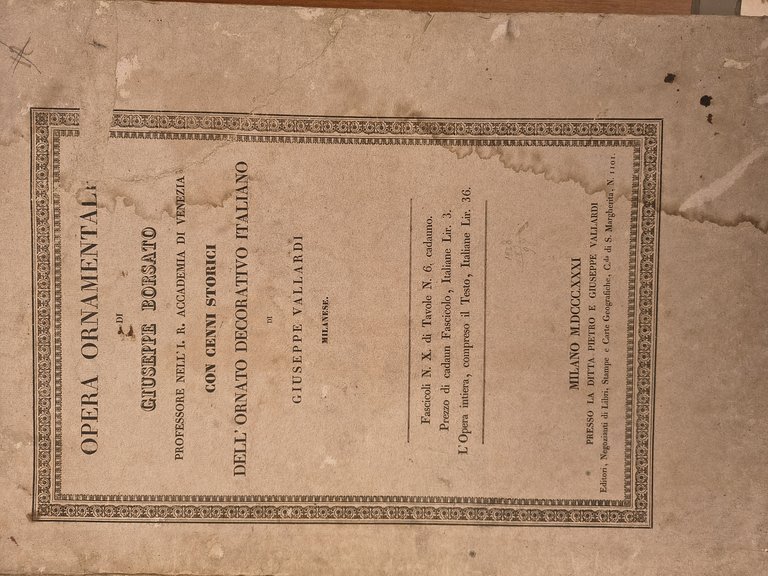 OPERA ORNAMENTALE
DI
GIUSEPPE BORSATO
PROFESSORE NELL'I. R. ACCADEMIA DI VENEZIA
CON CENNI STORICI
DELL'ORNATO DECORATIVO ITALIANO
DI
GIUSEPPE VALLARDI
MILANESE.
Fascicoli N. X. di Tavole N. 6, cadauno.
Prezzo di cadaun Fascicolo, Italiane Lir. 3.
L'Opera intiera, compreso il Testo, Italiane Lir. 36.
MILANO M.DCCC.XXXI
PRESSO LA DITTA PIETRO E GIUSEPPE VALLARDI
Editori, Negozianti di Libri, Stampe e Carte Geografiche, C.da di S. Margherita, N. 1101.